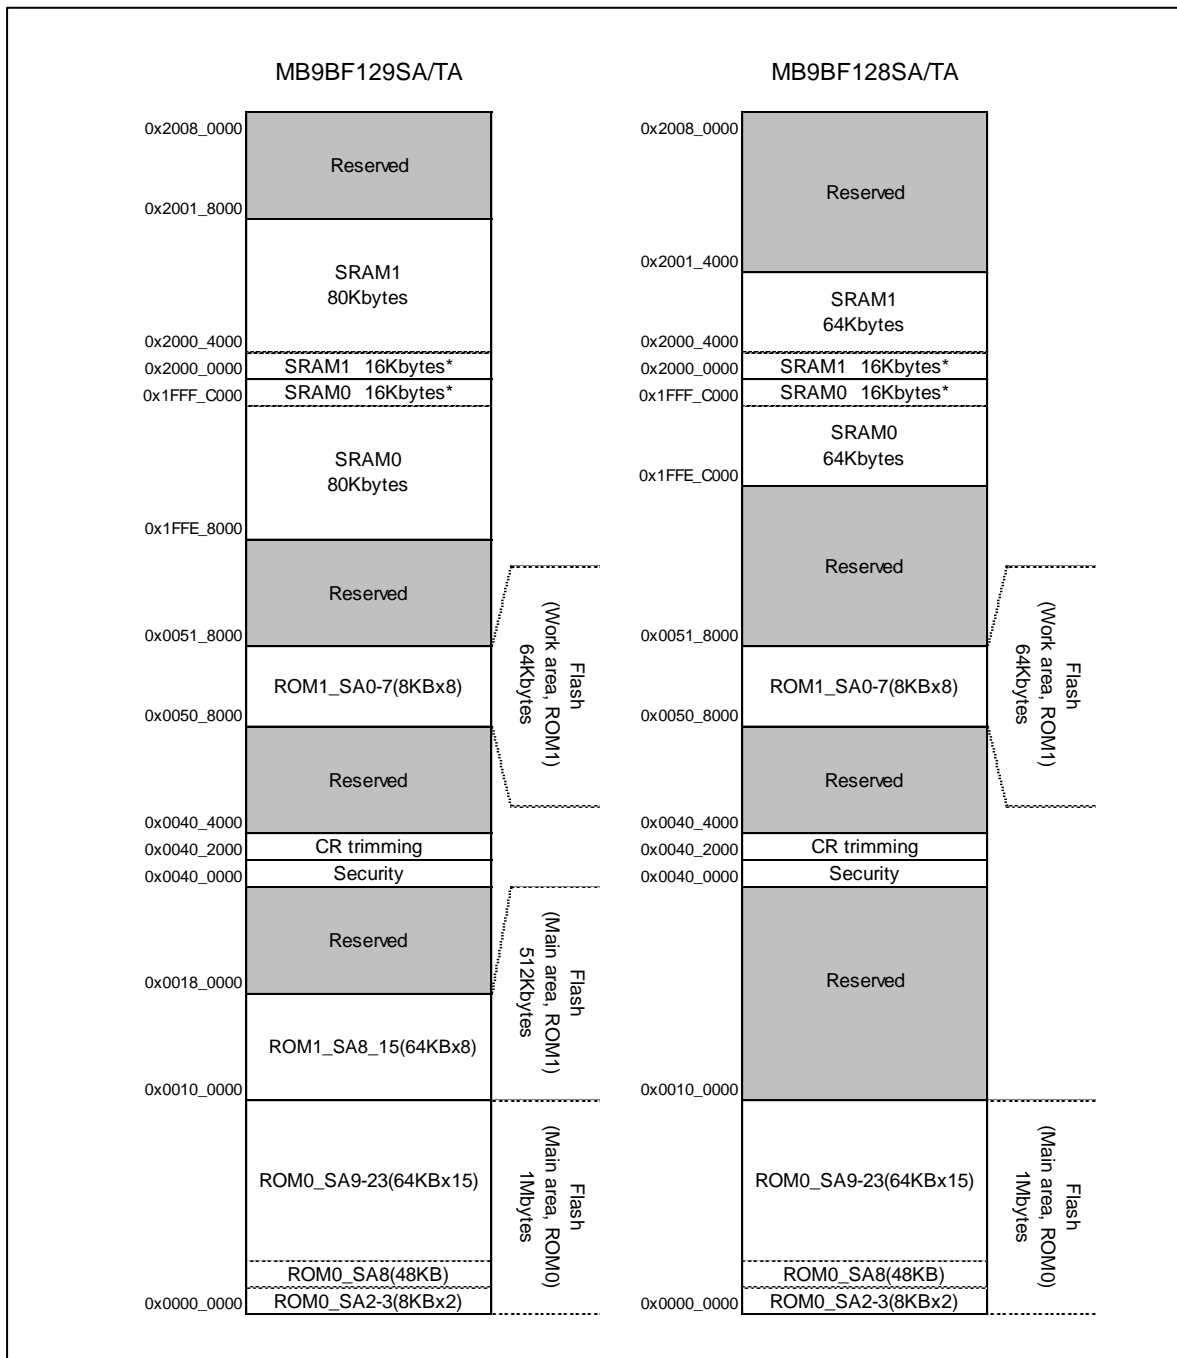 MB9BF129SA/TA
0x2008_0000
Reserved
0x2001_8000
SRAM1
80Kbytes
0x2000_4000
0x2000_0000
SRAM1 16Kbytes*
0x1FFF_C000
SRAM0 16Kbytes*
SRAM0
80Kbytes
0x1FFE_8000
Reserved
0x0051_8000
ROM1_SA0-7(8KBx8)
0x0050_8000
Reserved
0x0040_4000
0x0040_2000
CR trimming
0x0040_0000
Security
Reserved
0x0018_0000
ROM1_SA8_15(64KBx8)
0x0010_0000
ROM0_SA9-23(64KBx15)
ROM0_SA8(48KB)
0x0000_0000
ROM0_SA2-3(8KBx2)
Flash
(Work area, ROM1)
64Kbytes
Flash
(Main area, ROM1)
512Kbytes
Flash
(Main area, ROM0)
1Mbytes
MB9BF128SA/TA
0x2008_0000
Reserved
0x2001_4000
SRAM1
64Kbytes
0x2000_4000
0x2000_0000
SRAM1 16Kbytes*
0x1FFF_C000
SRAM0 16Kbytes*
SRAM0
64Kbytes
0x1FFE_C000
Reserved
0x0051_8000
ROM1_SA0-7(8KBx8)
0x0050_8000
Reserved
0x0040_4000
0x0040_2000
CR trimming
0x0040_0000
Security
Reserved
0x0010_0000
ROM0_SA9-23(64KBx15)
ROM0_SA8(48KB)
0x0000_0000
ROM0_SA2-3(8KBx2)
Flash
(Work area, ROM1)
64Kbytes
Flash
(Main area, ROM0)
1Mbytes